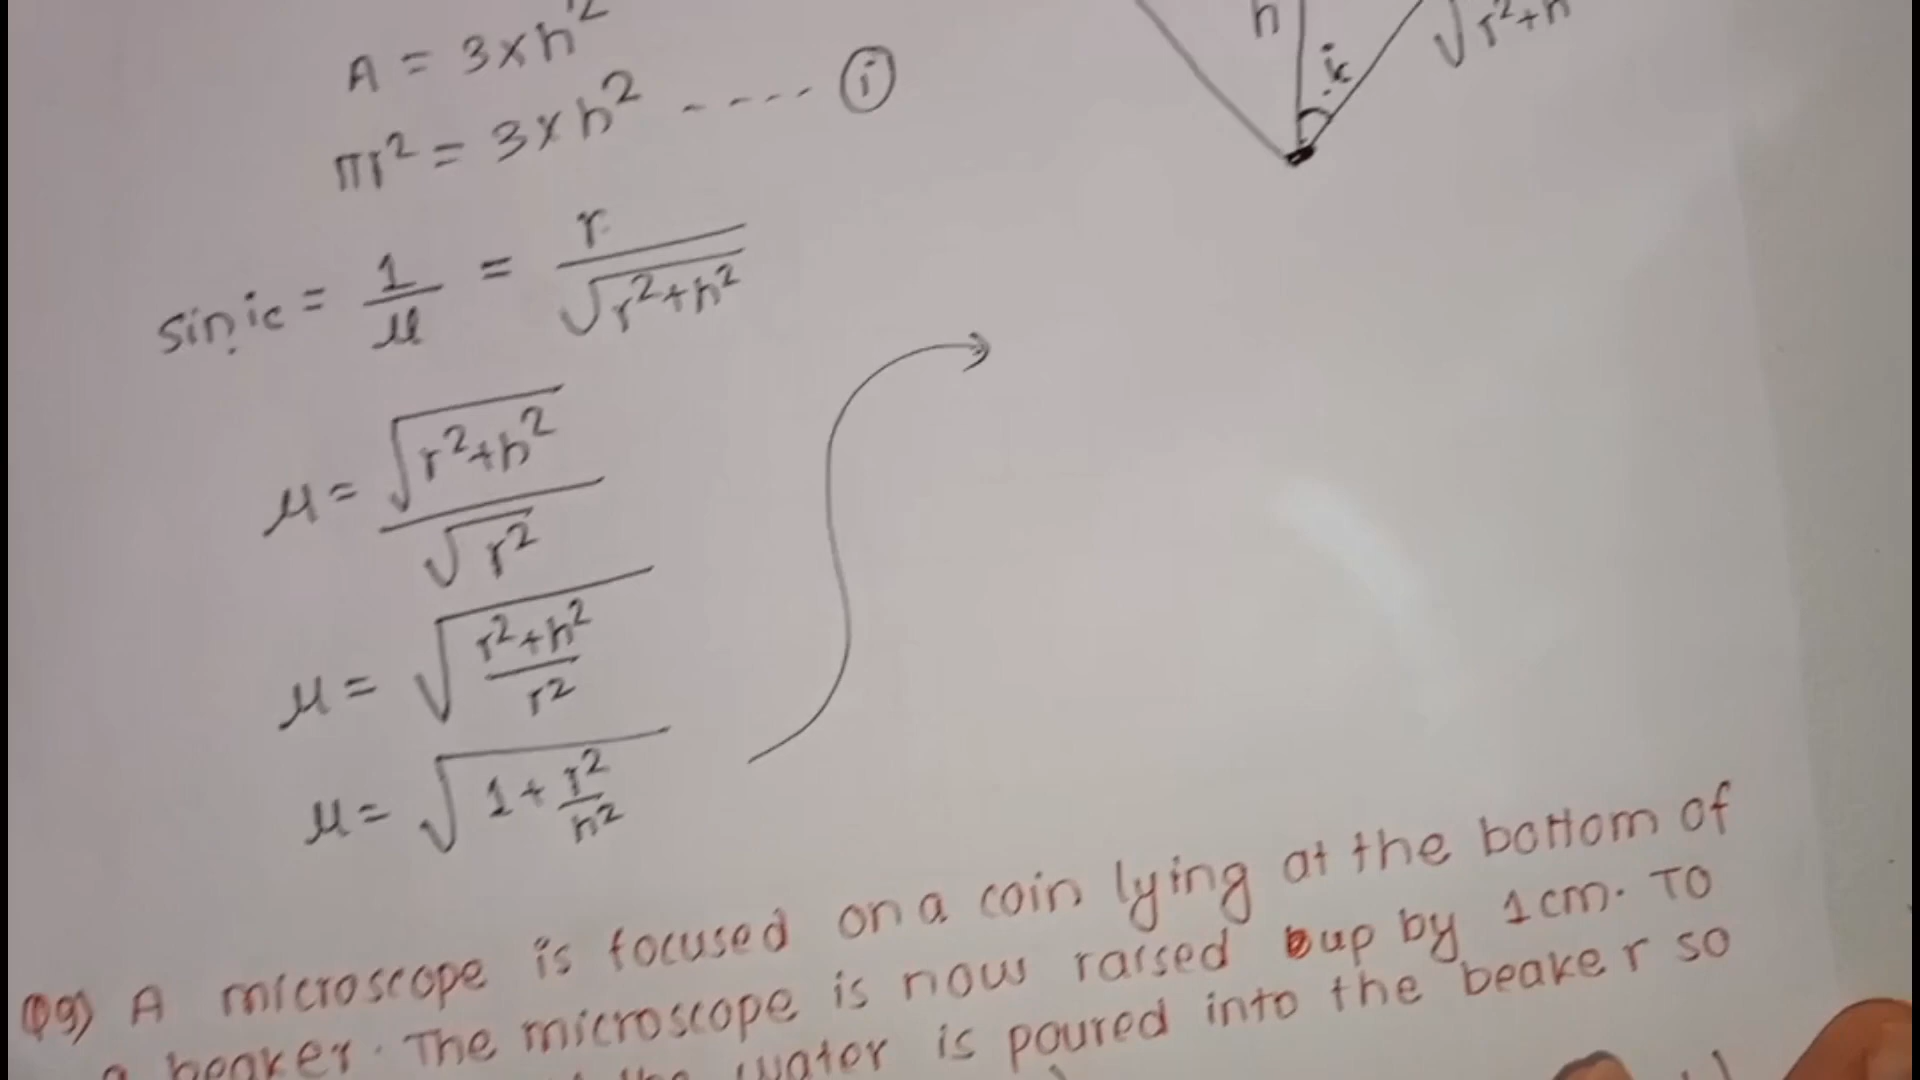 A = 3×h²
h
ic
√r²+h
πr² = 3×h² ---- ⓘ
sin ic = 1/μ = r/√r²+h²
μ = √r²+h²/√r²
μ = √r²+h²/r²
μ = √1+r²/h²
Q9) A microscope is focused on a coin lying at the bottom of
a beaker. The microscope is now raised up by 1cm. To
water is poured into the beaker so